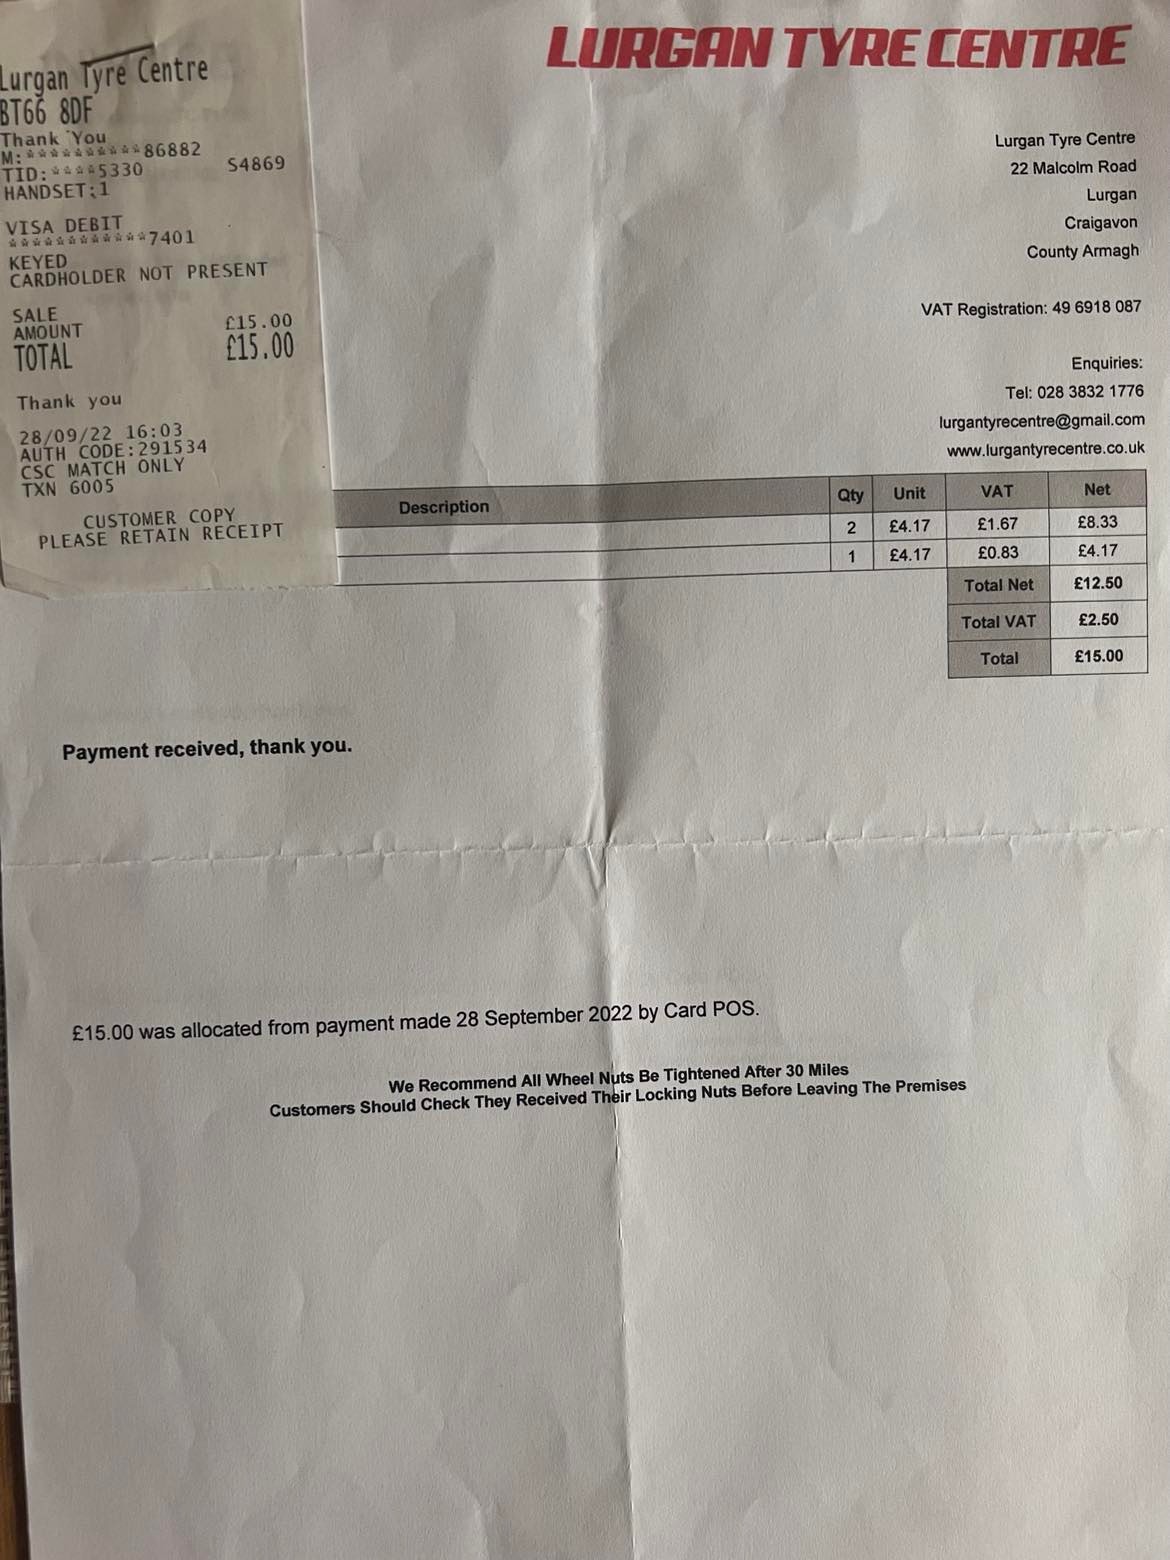 Lurgan Tyre Centre
BT66 8DF
Thank You
M:**********86882
TID:****5330 S4869
HANDSET:1
VISA DEBIT
************7401
KEYED
CARDHOLDER NOT PRESENT
SALE
AMOUNT £15.00
TOTAL £15.00
Thank you
28/09/22 16:03
AUTH CODE:291534
CSC MATCH ONLY
TXN 6005
CUSTOMER COPY
PLEASE RETAIN RECEIPT
LURGAN TYRE CENTRE
Lurgan Tyre Centre
22 Malcolm Road
Lurgan
Craigavon
County Armagh
VAT Registration: 49 6918 087
Enquiries:
Tel: 028 3832 1776
lurgantyrecentre@gmail.com
www.lurgantyrecentre.co.uk
Description Qty Unit VAT Net
2 £4.17 £1.67 £8.33
1 £4.17 £0.83 £4.17
Total Net £12.50
Total VAT £2.50
Total £15.00
Payment received, thank you.
£15.00 was allocated from payment made 28 September 2022 by Card POS.
We Recommend All Wheel Nuts Be Tightened After 30 Miles
Customers Should Check They Received Their Locking Nuts Before Leaving The Premises